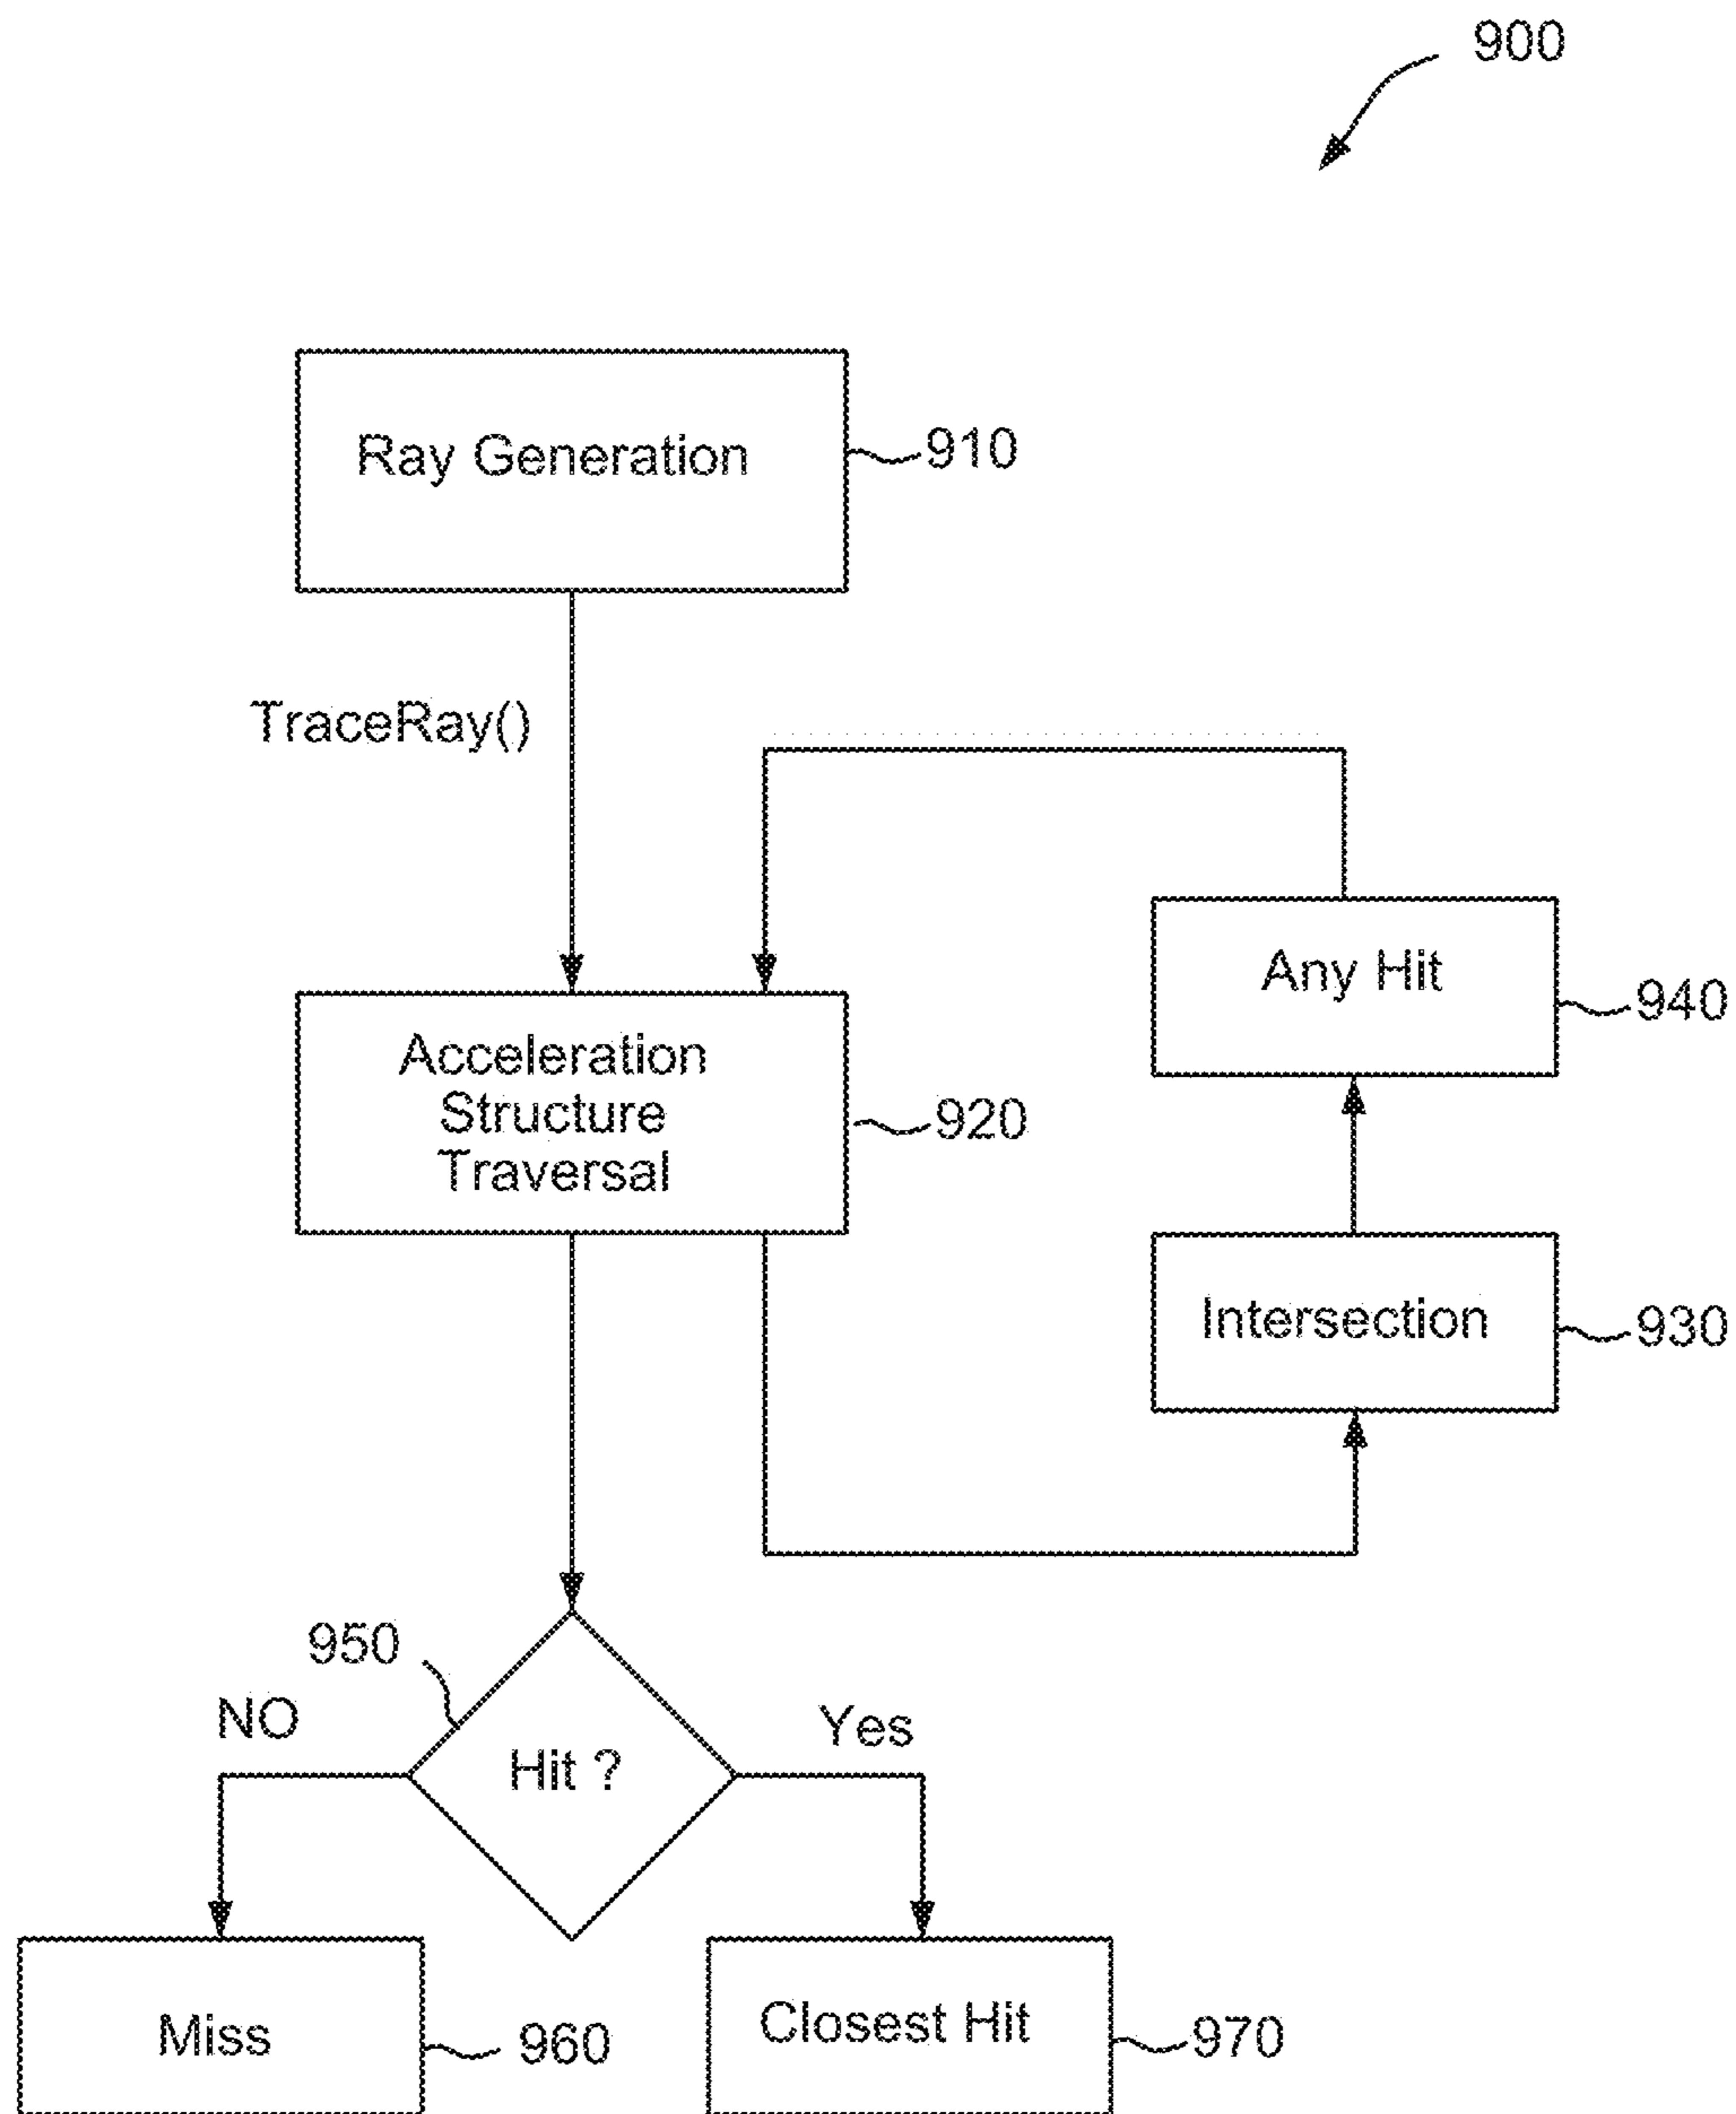 900
Ray Generation
910
TraceRay()
Any Hit
940
Acceleration
Structure
Traversal
920
Intersection
930
950
NO
Yes
Hit ?
Miss
960
Closest Hit
970